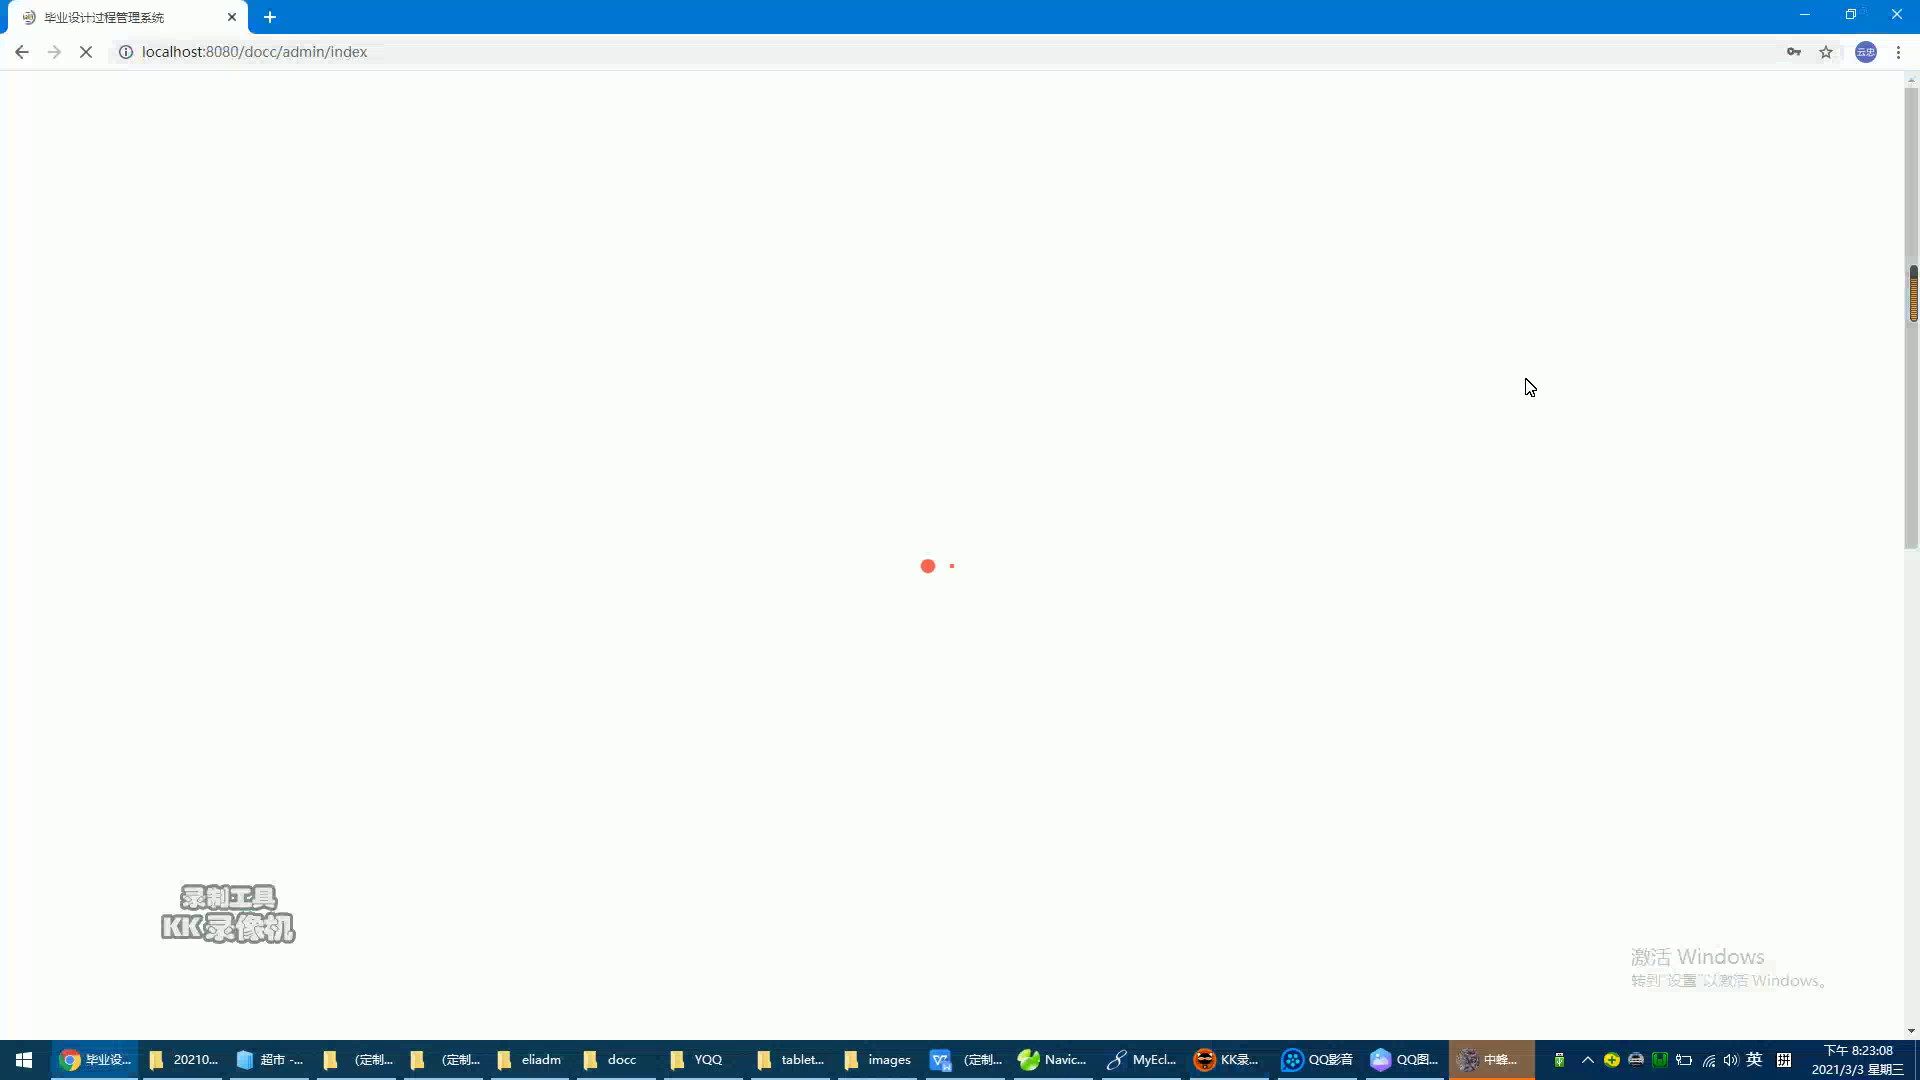 毕业设计过程管理系统
localhost:8080/docc/admin/index
云忠
录制工具
KK录像机
激活 Windows
转到"设置"以激活 Windows。
毕业设...
20210...
超市 -...
(定制...
(定制...
eliadm
docc
YQQ
tablet...
images
(定制...
Navic...
MyEcl...
KK录...
QQ影音
QQ图...
中蜂...
英
拼
下午 8:23:08
2021/3/3 星期三